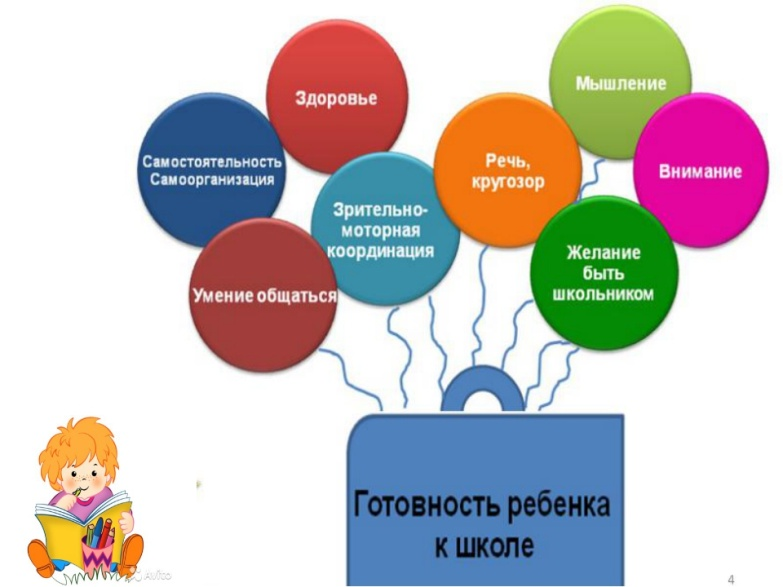 Здоровье
Мышление
Самостоятельность
Самоорганизация
Речь,
кругозор
Внимание
Зрительно-
моторная
координация
Желание
быть
школьником
Умение общаться
Готовность ребенка
к школе
Avito
4